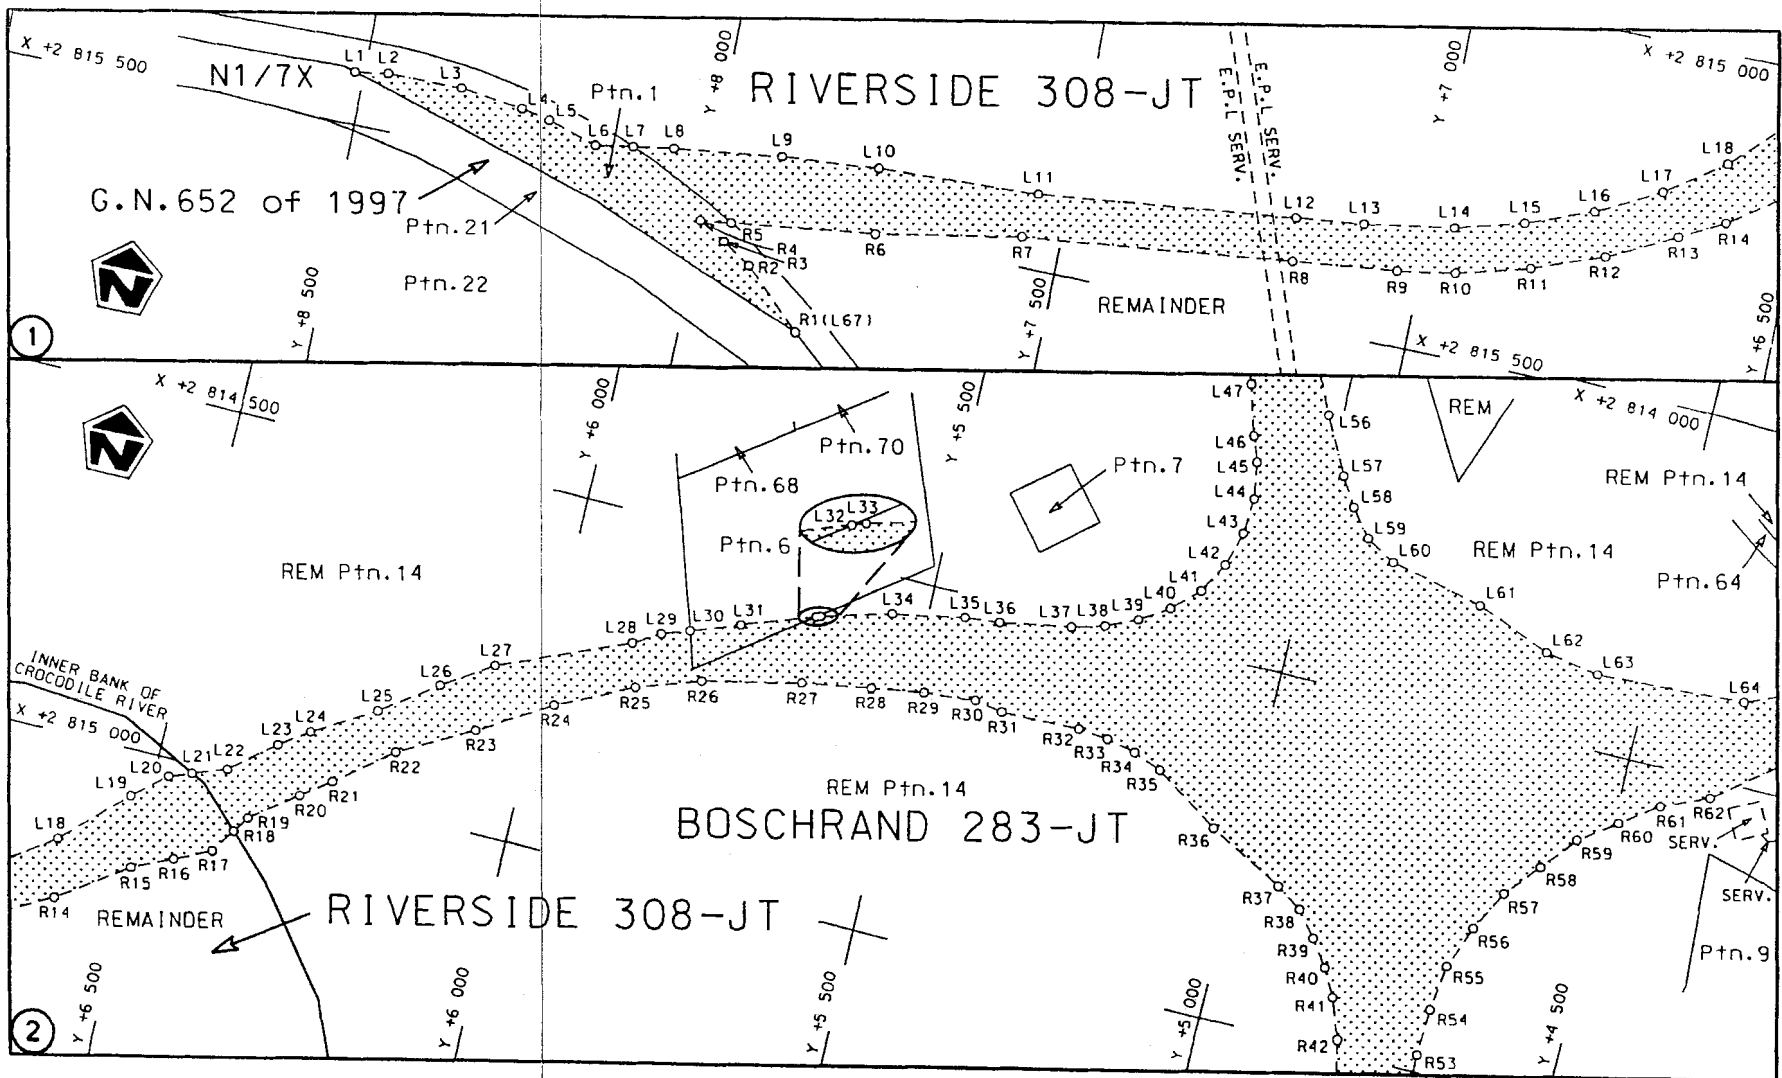 X +2 815 500
N1/7X
L1
L2
L3
L4
L5
Ptn.1
L6
L7
L8
Y +8 000
RIVERSIDE 308-JT
L9
L10
L11
E.P.L SERV.
E.P.L SERV.
Y +7 000
X +2 815 000
L12
L13
L14
L15
L16
L17
L18
G.N.652 of 1997
Ptn.21
Ptn.22
R5
R4
R3
R2
R1(L67)
R6
R7
R8
R9
R10
R11
R12
R13
R14
Y +8 500
Y +7 500
REMAINDER
X +2 815 500
Y +6 500
1
X +2 814 500
Y +6 000
Ptn.70
Ptn.68
Y +5 500
Ptn.7
L47
L46
L45
L44
L43
L42
L41
L40
L56
L57
L58
L59
L60
L61
L62
L63
L64
REM
X +2 814 000
REM Ptn.14
REM Ptn.14
Ptn.64
L32
L33
Ptn.6
REM Ptn.14
L34
L35
L36
L37
L38
L39
L31
L30
L29
L28
L27
L26
L25
L24
L23
L22
L21
L20
L19
L18
INNER BANK OF
CROCODILE RIVER
X +2 815 000
R14
R15
R16
R17
R18
R19
R20
R21
R22
R23
R24
R25
R26
R27
R28
R29
R30
R31
R32
R33
R34
R35
R36
R37
R38
R39
R40
R41
R42
REM Ptn.14
BOSCHRAND 283-JT
REMAINDER
RIVERSIDE 308-JT
R62
R61
R60
R59
R58
R57
R56
R55
R54
R53
SERV.
SERV.
Ptn.9
Y +6 500
Y +6 000
Y +5 500
Y +5 000
Y +4 500
2